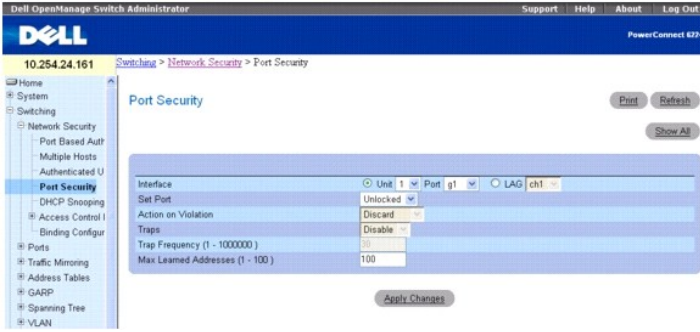 Dell OpenManage Switch Administrator
Support Help About Log Out
DELL
PowerConnect 622
10.254.24.161
Switching > Network Security > Port Security
Home
System
Switching
Network Security
Port Based Auth
Multiple Hosts
Authenticated U
Port Security
DHCP Snooping
Access Control
Binding Configur
Ports
Traffic Mirroring
Address Tables
GARP
Spanning Tree
VLAN
Port Security
Print Refresh
Show All
Interface Unit 1 Port g1 LAG ch1
Set Port Unlocked
Action on Violation Discard
Traps Disable
Trap Frequency (1 - 1000000 ) 30
Max Learned Addresses (1 - 100 ) 100
Apply Changes